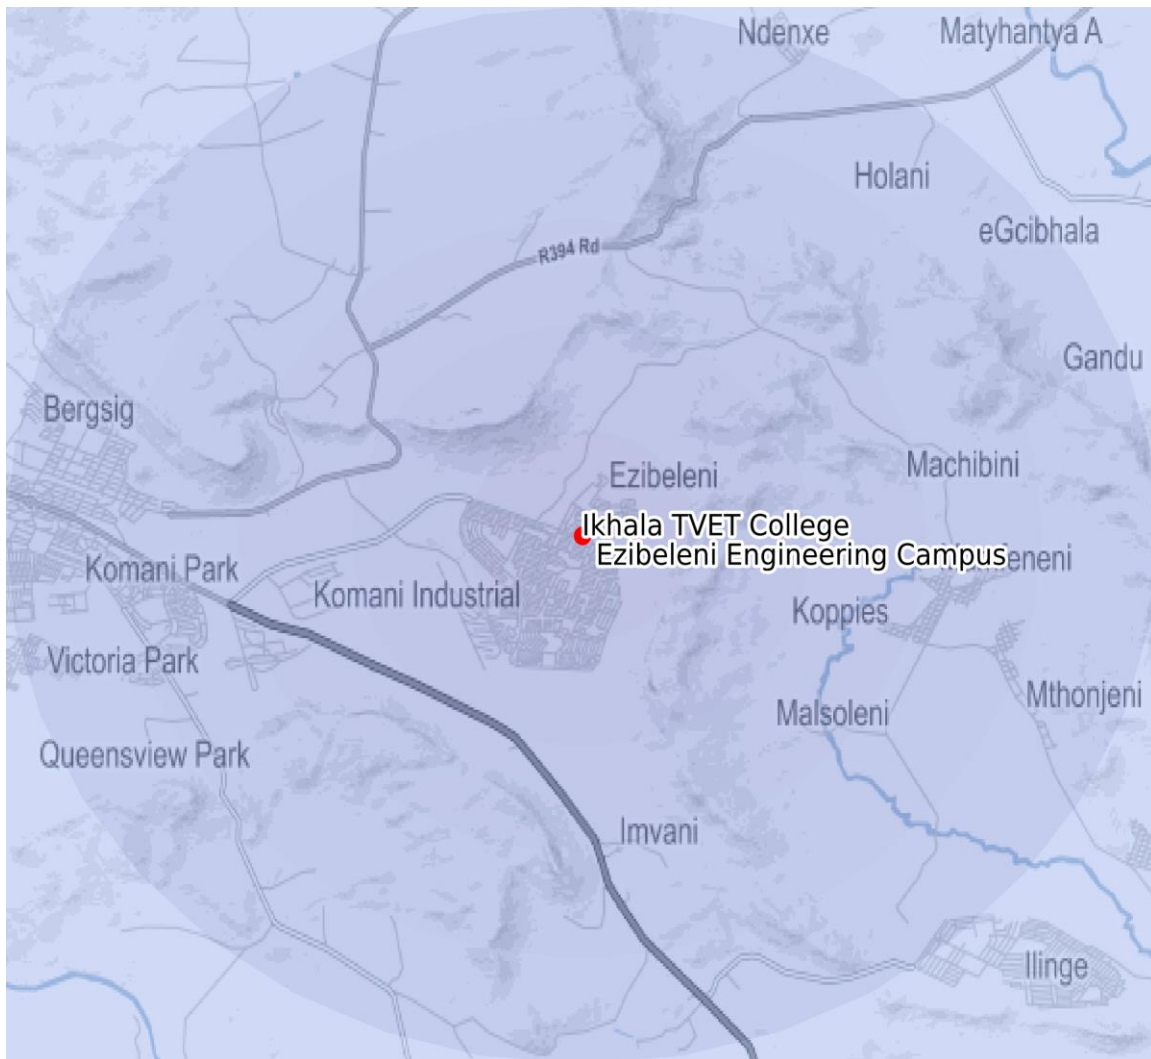 Ndenxe
Matyhantya A
Holani
eGcibhala
R394 Rd
Gandu
Bergsig
Machibini
Ezibeleni
Ikhala TVET College
Ezibeleni Engineering Campus
Komani Park
Komani Industrial
Koppies
Victoria Park
Mthonjeni
Malsoleni
Queensview Park
Imvani
Ilinge